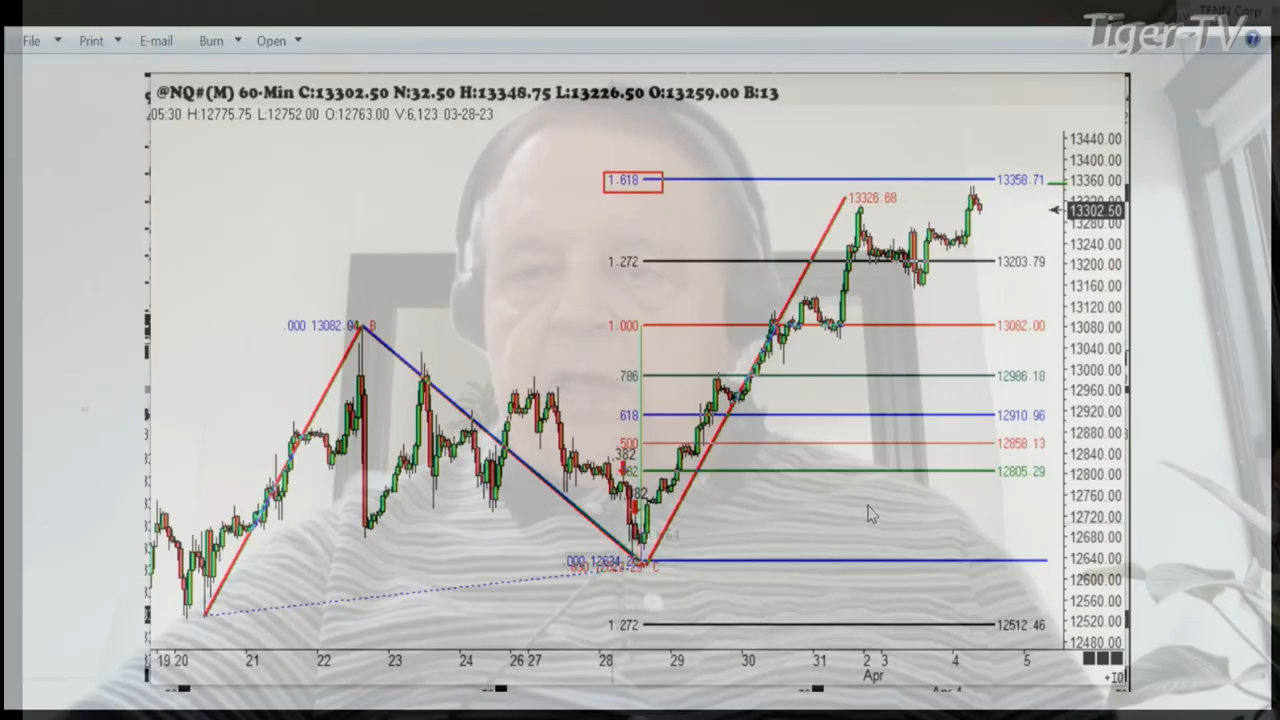 TENN Corp
Tiger-TV
File Print E-mail Burn Open
@NQ#(M) 60-Min C:13302.50 N:32.50 H:13348.75 L:13226.50 O:13259.00 B:13
05:30 H:12775.75 L:12752.00 O:12763.00 V:6,123 03-28-23
13440.00
13400.00
1.618 13358.71 13360.00
13326.68
13302.50
13280.00
13240.00
1.272 13203.79 13200.00
13160.00
13120.00
.000 13082.94 B 1.000 13082.00 13080.00
13040.00
13000.00
.786 12986.18
12960.00
.618 12910.96 12920.00
12880.00
.500 12858.13
12840.00
.382
12805.29 12800.00
12760.00
12720.00
12680.00
12640.00
C
12600.00
12560.00
1.272 12512.46 12520.00
12480.00
19 20 21 22 23 24 26 27 28 29 30 31 2 3 4 5
Apr